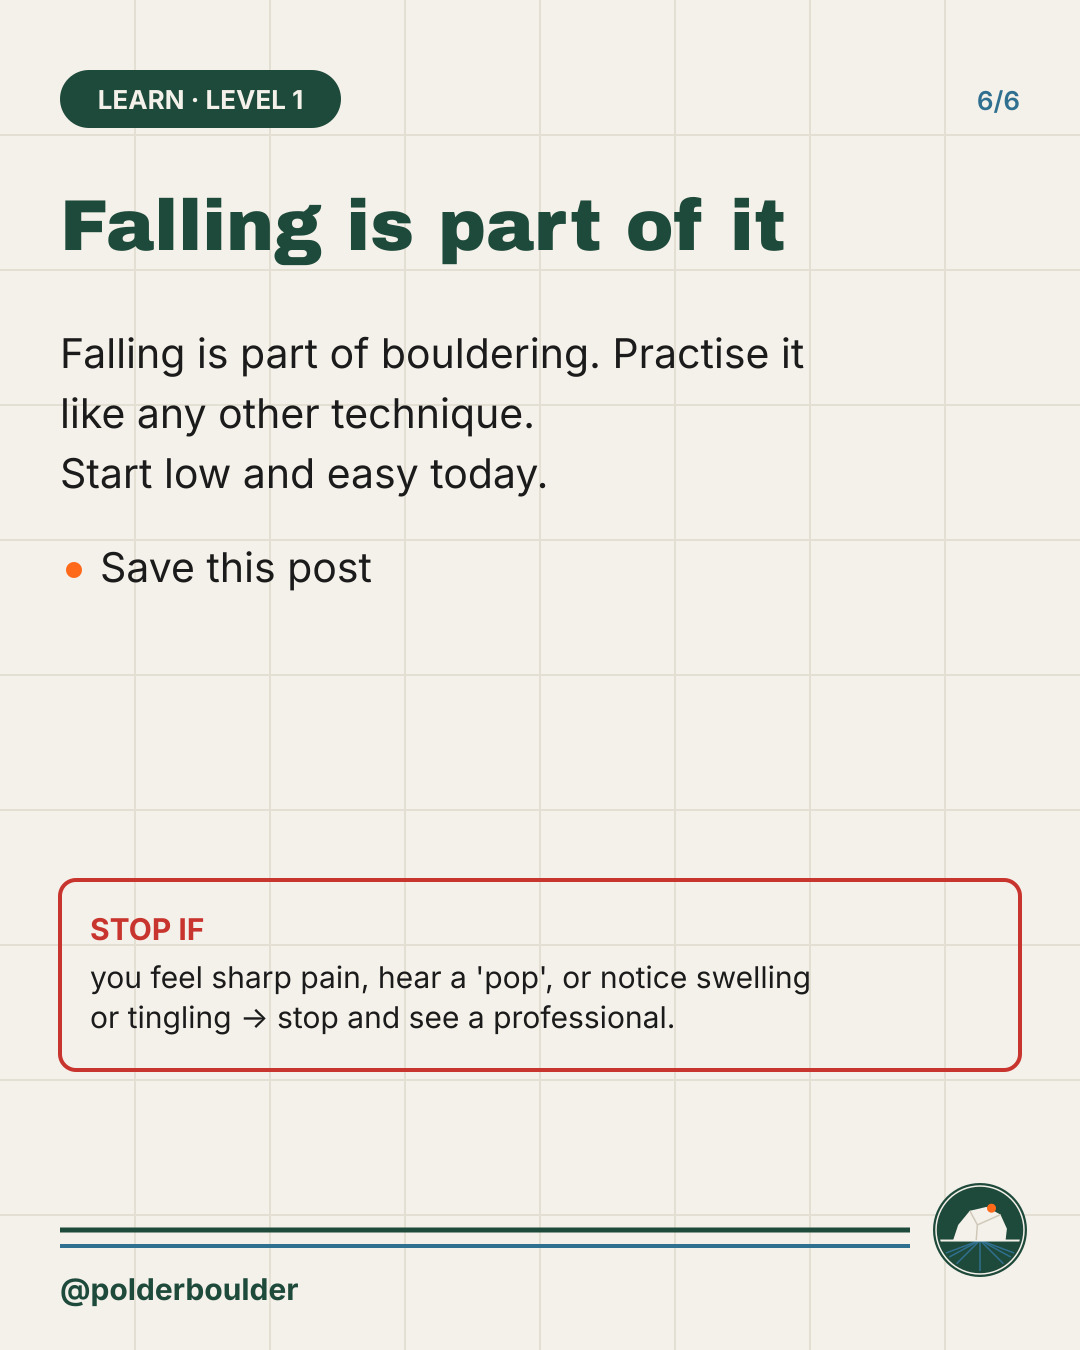 LEARN · LEVEL 1
6/6
Falling is part of it
Falling is part of bouldering. Practise it
like any other technique.
Start low and easy today.
• Save this post
STOP IF
you feel sharp pain, hear a 'pop', or notice swelling
or tingling → stop and see a professional.
@polderboulder